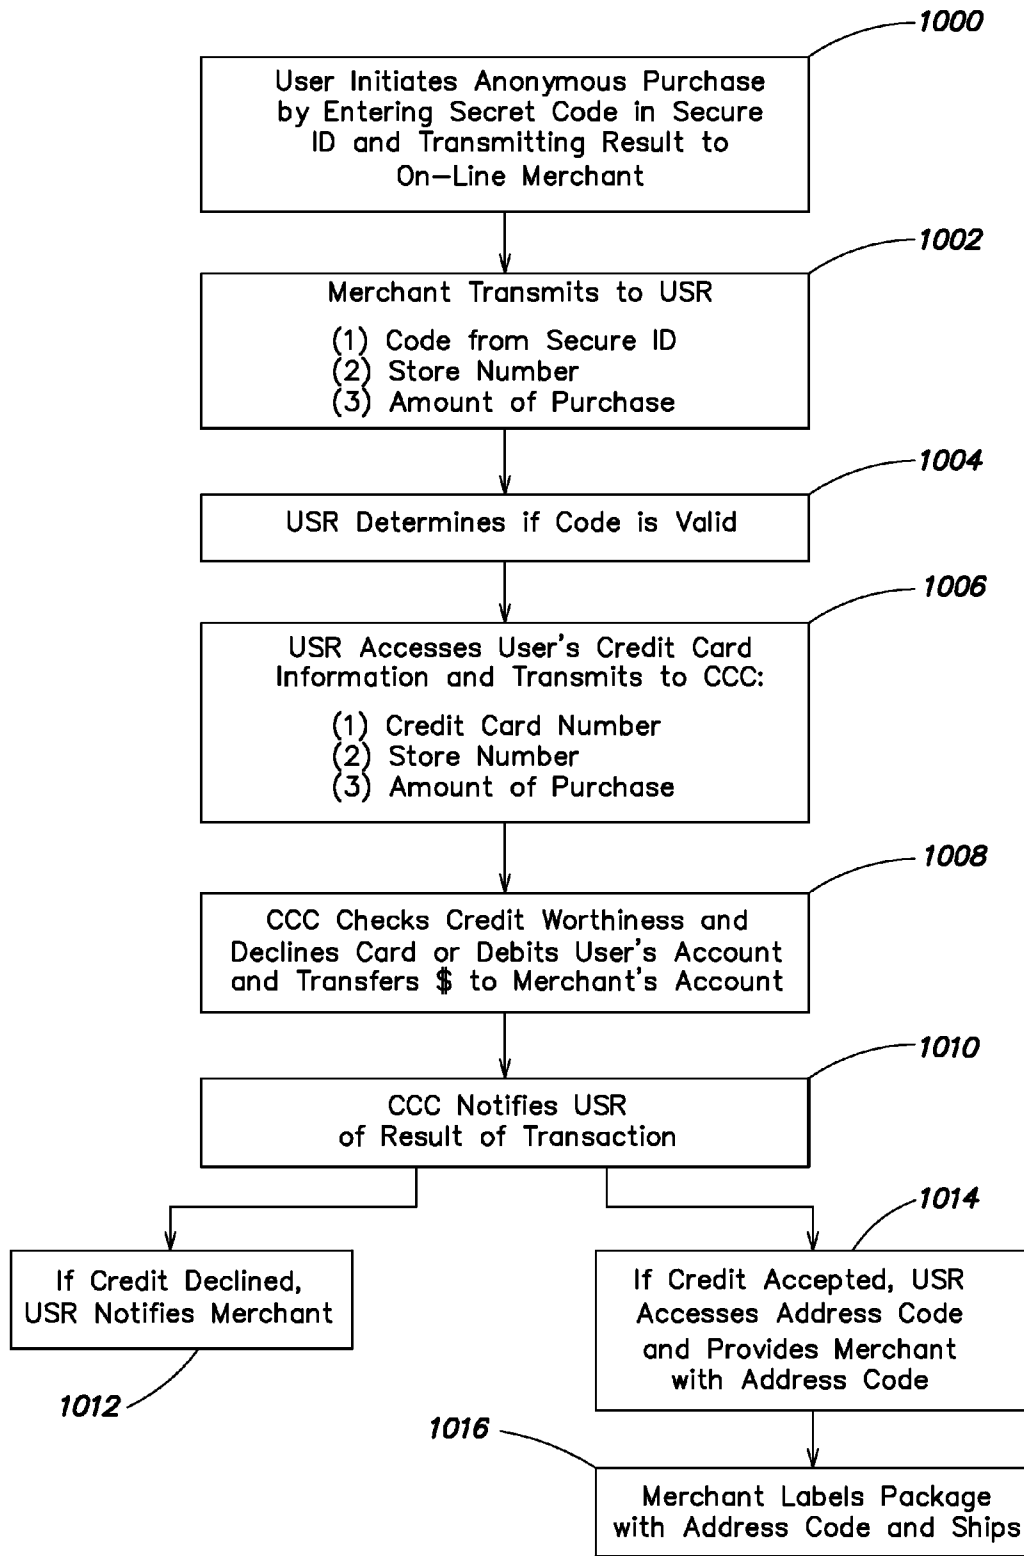 1000
User Initiates Anonymous Purchase
by Entering Secret Code in Secure
ID and Transmitting Result to
On-Line Merchant
1002
Merchant Transmits to USR
(1) Code from Secure ID
(2) Store Number
(3) Amount of Purchase
1004
USR Determines if Code is Valid
1006
USR Accesses User's Credit Card
Information and Transmits to CCC:
(1) Credit Card Number
(2) Store Number
(3) Amount of Purchase
1008
CCC Checks Credit Worthiness and
Declines Card or Debits User's Account
and Transfers $ to Merchant's Account
1010
CCC Notifies USR
of Result of Transaction
If Credit Declined,
USR Notifies Merchant
1012
1014
If Credit Accepted, USR
Accesses Address Code
and Provides Merchant
with Address Code
1016
Merchant Labels Package
with Address Code and Ships